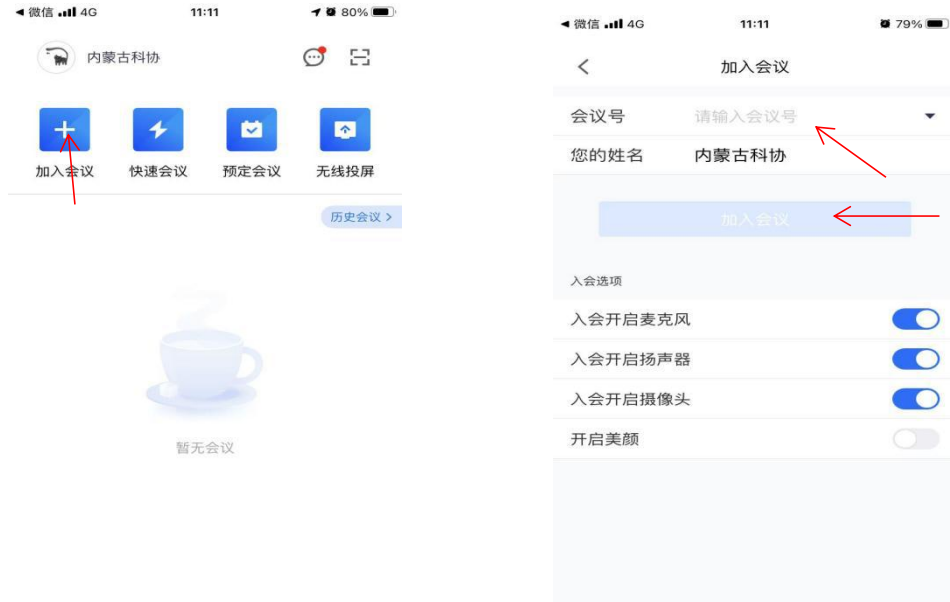 微信 4G 11:11 80%
内蒙古科协
加入会议 快速会议 预定会议 无线投屏
历史会议
暂无会议
微信 4G 11:11 79%
加入会议
会议号 请输入会议号
您的姓名 内蒙古科协
加入会议
入会选项
入会开启麦克风
入会开启扬声器
入会开启摄像头
开启美颜